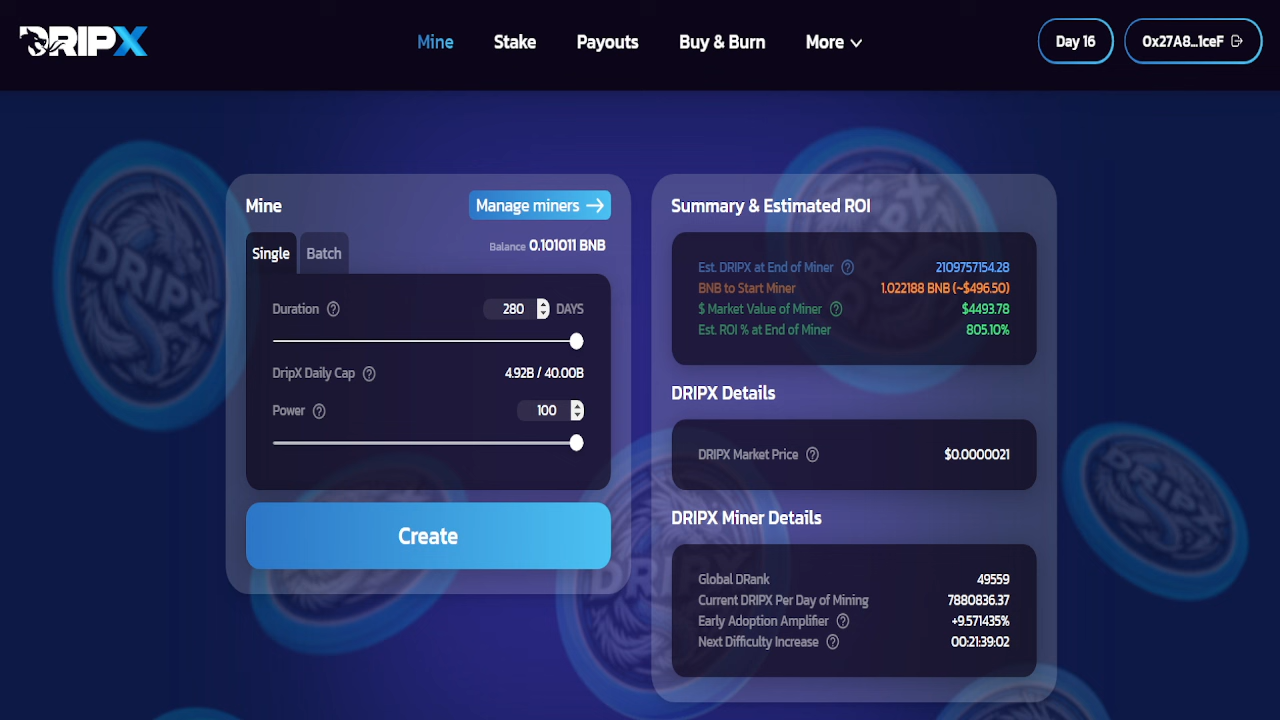 DRIPX
Mine Stake Payouts Buy & Burn More
Day 16
0x27A8...1ceF
Mine
Manage miners
Single Batch
Balance 0.101011 BNB
Duration 280 DAYS
DripX Daily Cap 4.92B / 40.00B
Power 100
Create
Summary & Estimated ROI
Est. DRIPX at End of Miner 2109757154.28
BNB to Start Miner 1.022188 BNB (~$496.50)
$ Market Value of Miner $4493.78
Est. ROI % at End of Miner 805.10%
DRIPX Details
DRIPX Market Price $0.0000021
DRIPX Miner Details
Global DRank 49559
Current DRIPX Per Day of Mining 7880836.37
Early Adoption Amplifier +9.571435%
Next Difficulty Increase 00:21:39:02
DRIPX
DRIPX
DRIPX
DRIPX